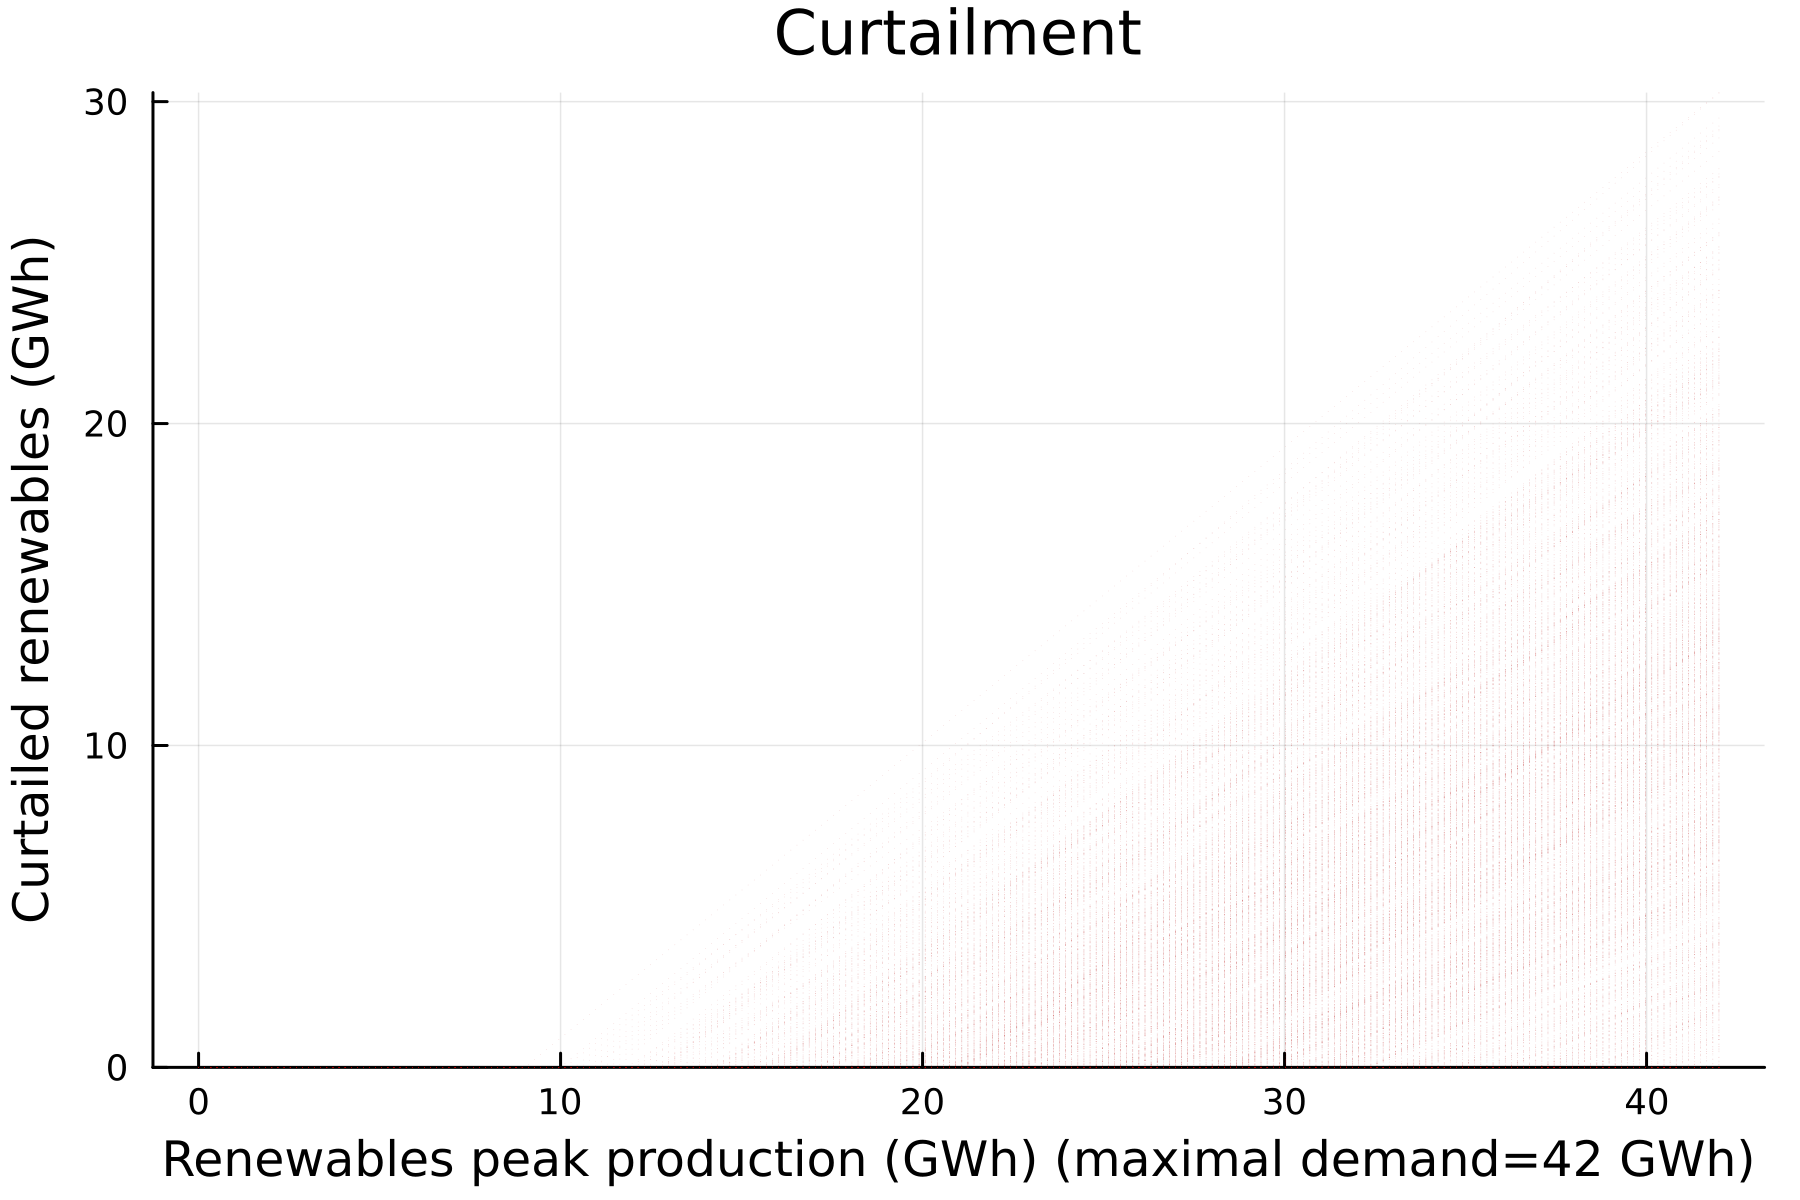 Curtailment
Curtailed renewables (GWh)
30
20
10
0
0 10 20 30 40
Renewables peak production (GWh) (maximal demand=42 GWh)